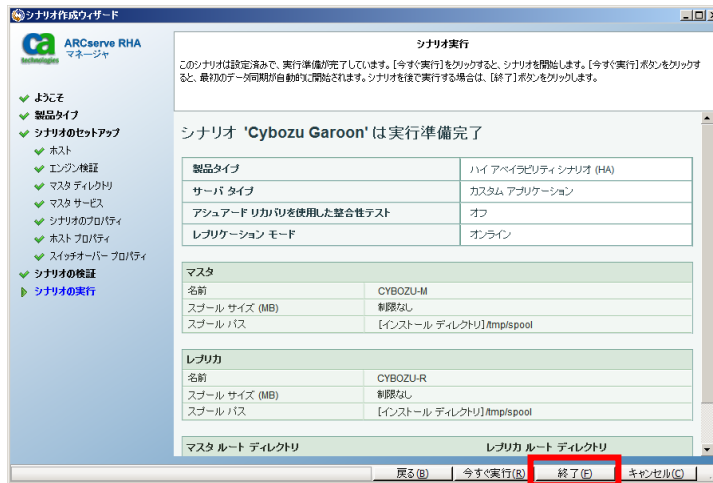 シナリオ作成ウィザード
ca
technologies
ARCserve RHA
マネージャ
ようこそ
製品タイプ
シナリオのセットアップ
ホスト
エンジン検証
マスタ ディレクトリ
マスタ サービス
シナリオのプロパティ
ホスト プロパティ
スイッチオーバー プロパティ
シナリオの検証
シナリオの実行
シナリオ実行
このシナリオは設定済みで、実行準備が完了しています。[今すぐ実行]をクリックすると、シナリオを開始します。[今すぐ実行]ボタンをクリックす
ると、最初のデータ同期が自動的に開始されます。シナリオを後で実行する場合は、[終了]ボタンをクリックします。
シナリオ 'Cybozu Garoon' は実行準備完了
製品タイプ ハイ アベイラビリティ シナリオ (HA)
サーバ タイプ カスタム アプリケーション
アシュアード リカバリを使用した整合性テスト オフ
レプリケーション モード オンライン
マスタ
名前 CYBOZU-M
スプール サイズ (MB) 制限なし
スプール パス [インストール ディレクトリ]/tmp/spool
レプリカ
名前 CYBOZU-R
スプール サイズ (MB) 制限なし
スプール パス [インストール ディレクトリ]/tmp/spool
マスタ ルート ディレクトリ レプリカ ルート ディレクトリ
戻る(B) 今すぐ実行(R) 終了(F) キャンセル(C)